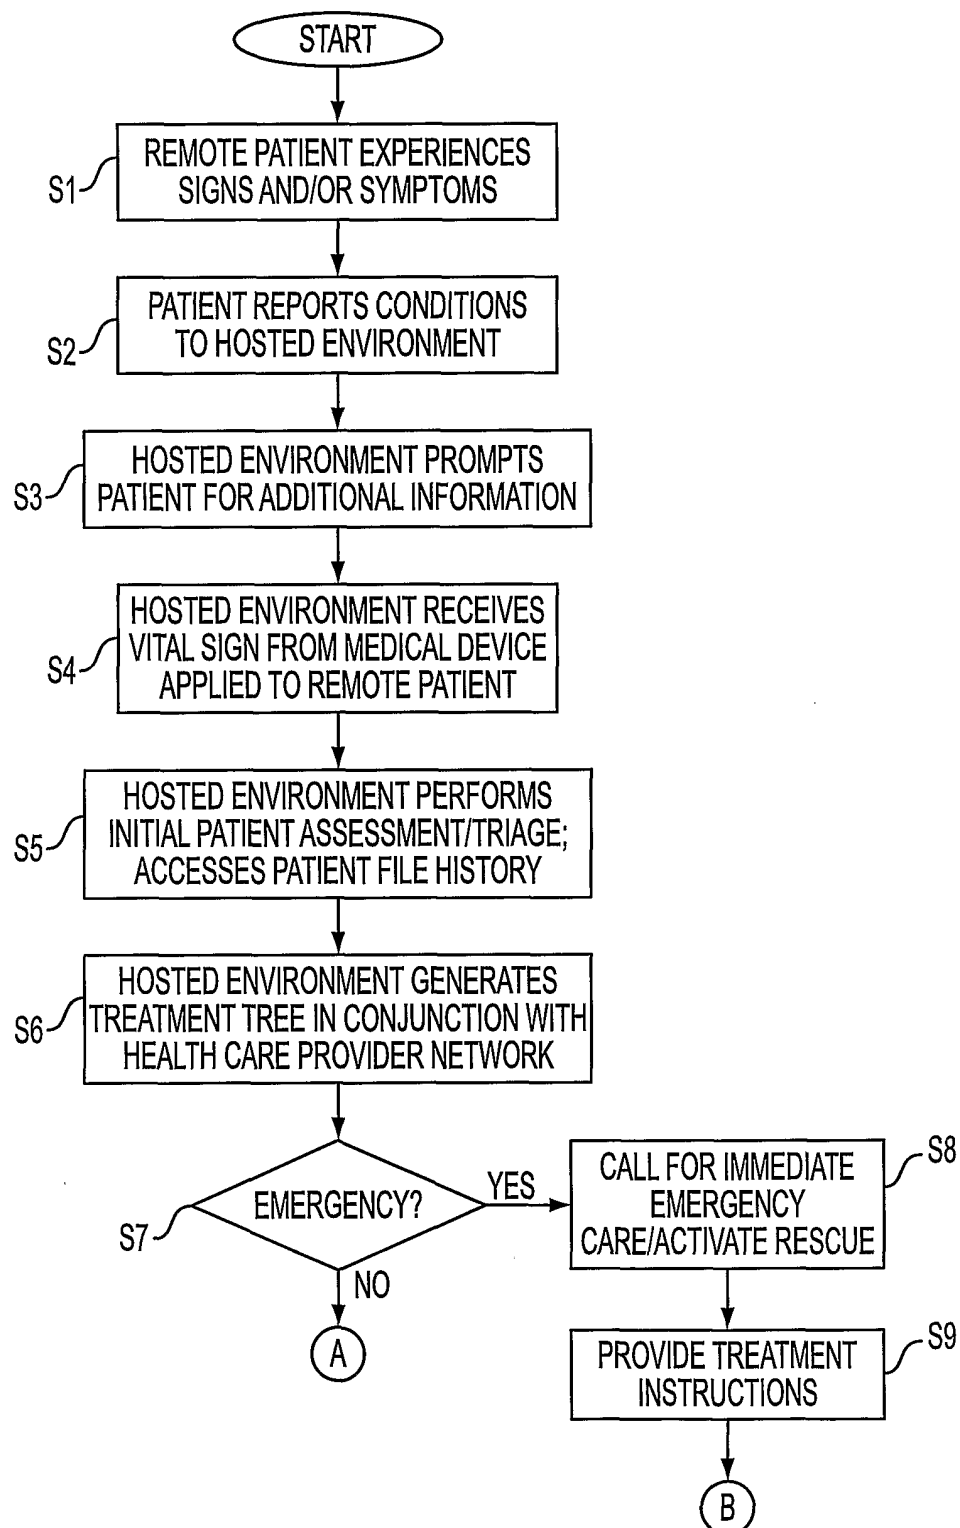 START
REMOTE PATIENT EXPERIENCES
SIGNS AND/OR SYMPTOMS
S1
PATIENT REPORTS CONDITIONS
TO HOSTED ENVIRONMENT
S2
HOSTED ENVIRONMENT PROMPTS
PATIENT FOR ADDITIONAL INFORMATION
S3
HOSTED ENVIRONMENT RECEIVES
VITAL SIGN FROM MEDICAL DEVICE
APPLIED TO REMOTE PATIENT
S4
HOSTED ENVIRONMENT PERFORMS
INITIAL PATIENT ASSESSMENT/TRIAGE;
ACCESSES PATIENT FILE HISTORY
S5
HOSTED ENVIRONMENT GENERATES
TREATMENT TREE IN CONJUNCTION WITH
HEALTH CARE PROVIDER NETWORK
S6
EMERGENCY?
S7
YES
NO
A
CALL FOR IMMEDIATE
EMERGENCY
CARE/ACTIVATE RESCUE
S8
PROVIDE TREATMENT
INSTRUCTIONS
S9
B